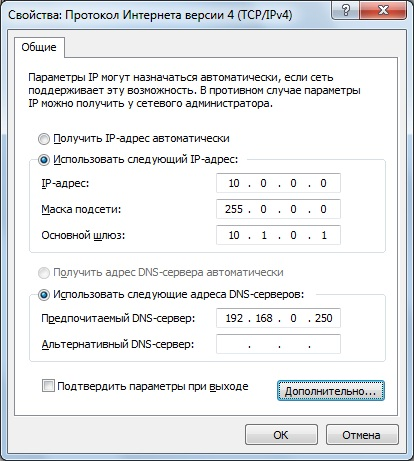 Свойства: Протокол Интернета версии 4 (TCP/IPv4)
Общие
Параметры IP могут назначаться автоматически, если сеть
поддерживает эту возможность. В противном случае параметры
IP можно получить у сетевого администратора.
Получить IP-адрес автоматически
Использовать следующий IP-адрес:
IP-адрес: 10 . 0 . 0 . 0
Маска подсети: 255 . 0 . 0 . 0
Основной шлюз: 10 . 1 . 0 . 1
Получить адрес DNS-сервера автоматически
Использовать следующие адреса DNS-серверов:
Предпочитаемый DNS-сервер: 192 . 168 . 0 . 250
Альтернативный DNS-сервер: . . .
Подтвердить параметры при выходе
Дополнительно...
ОК
Отмена